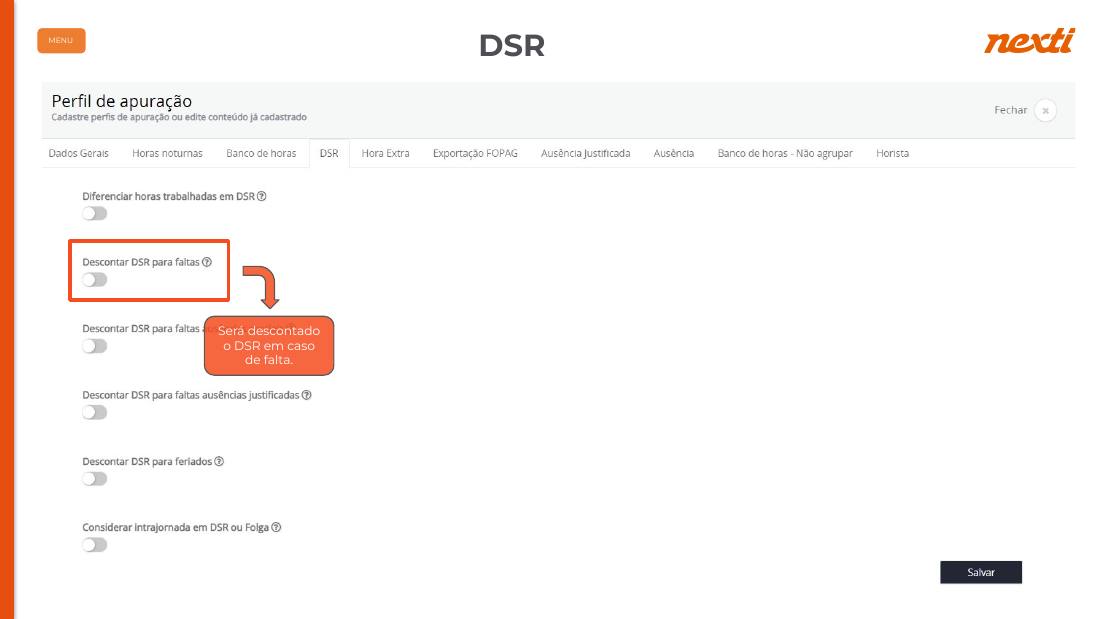 MENU
DSR
nexti
Perfil de apuração
Cadastre perfis de apuração ou edite conteúdo já cadastrado
Fechar
Dados Gerais Horas noturnas Banco de horas DSR Hora Extra Exportação FOPAG Ausência Justificada Ausência Banco de horas - Não agrupar Horista
Diferenciar horas trabalhadas em DSR
Descontar DSR para faltas
Descontar DSR para faltas
Será descontado
o DSR em caso
de falta.
Descontar DSR para faltas ausências justificadas
Descontar DSR para feriados
Considerar intrajornada em DSR ou Folga
Salvar